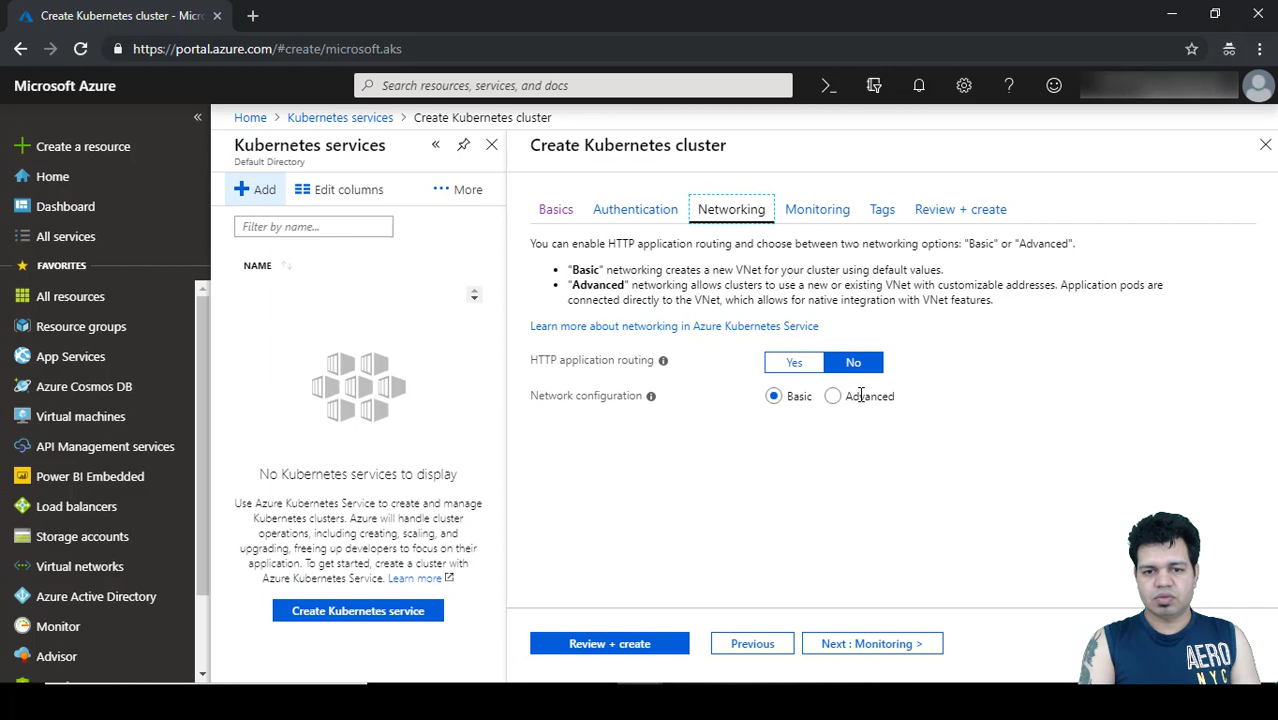 Create Kubernetes cluster - Micro
https://portal.azure.com/#create/microsoft.aks
Microsoft Azure
Search resources, services, and docs
Create a resource
Home
Dashboard
All services
FAVORITES
All resources
Resource groups
App Services
Azure Cosmos DB
Virtual machines
API Management services
Power BI Embedded
Load balancers
Storage accounts
Virtual networks
Azure Active Directory
Monitor
Advisor
Home > Kubernetes services > Create Kubernetes cluster
Kubernetes services
Default Directory
Add Edit columns ••• More
Filter by name...
NAME
No Kubernetes services to display
Use Azure Kubernetes Service to create and manage
Kubernetes clusters. Azure will handle cluster
operations, including creating, scaling, and
upgrading, freeing up developers to focus on their
application. To get started, create a cluster with
Azure Kubernetes Service. Learn more
Create Kubernetes service
Create Kubernetes cluster
Basics Authentication Networking Monitoring Tags Review + create
You can enable HTTP application routing and choose between two networking options: "Basic" or "Advanced".
• "Basic" networking creates a new VNet for your cluster using default values.
• "Advanced" networking allows clusters to use a new or existing VNet with customizable addresses. Application pods are
connected directly to the VNet, which allows for native integration with VNet features.
Learn more about networking in Azure Kubernetes Service
HTTP application routing Yes No
Network configuration Basic Advanced
Review + create Previous Next : Monitoring >
AERO
NYC